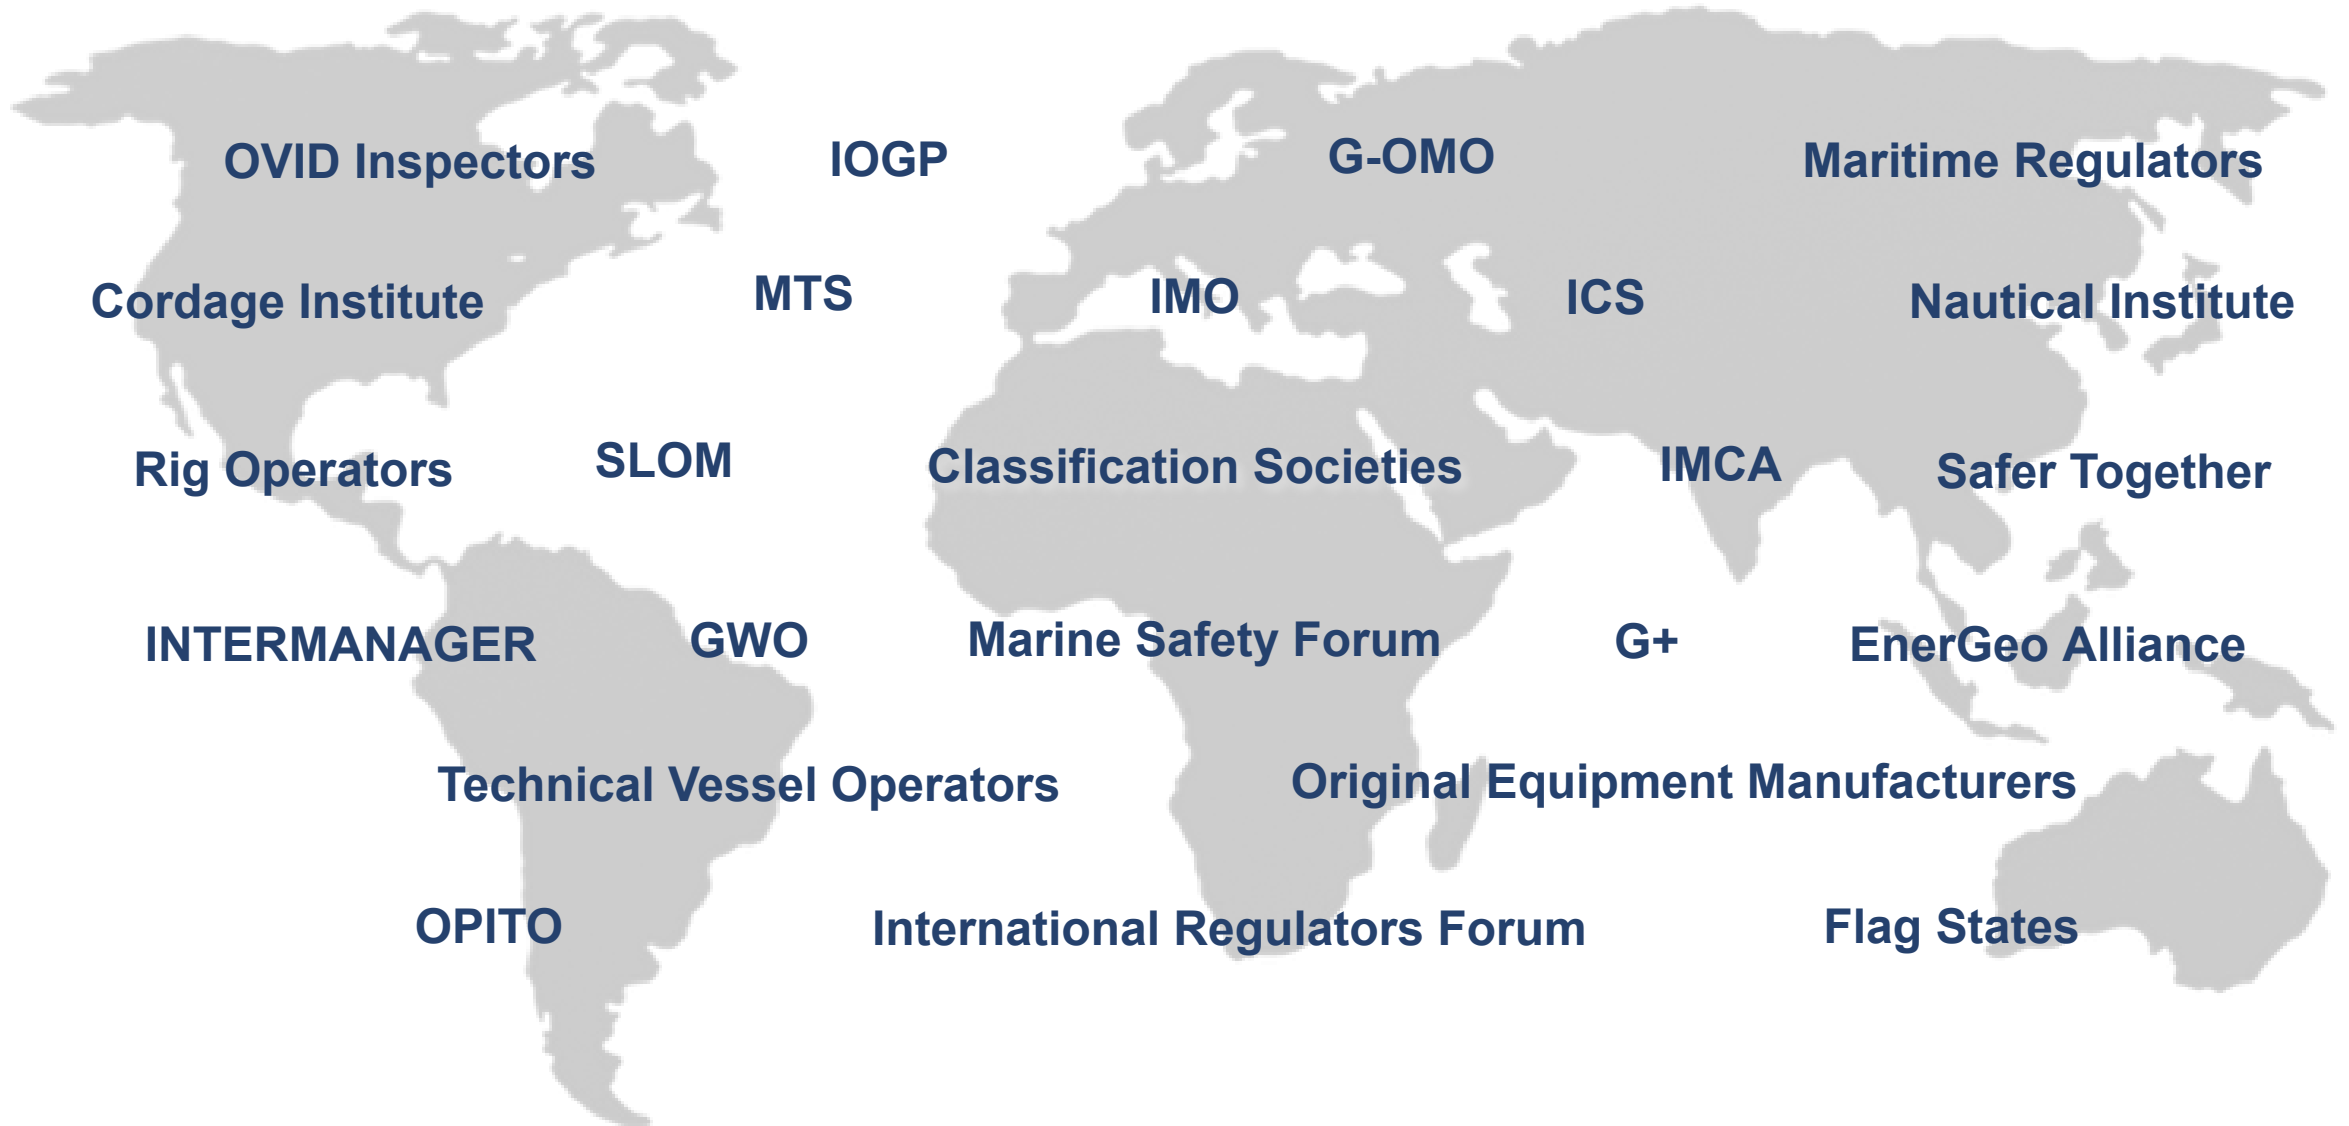 OVID Inspectors
IOGP
G-OMO
Maritime Regulators
Cordage Institute
MTS
IMO
ICS
Nautical Institute
Rig Operators
SLOM
Classification Societies
IMCA
Safer Together
INTERMANAGER
GWO
Marine Safety Forum
G+
EnerGeo Alliance
Technical Vessel Operators
Original Equipment Manufacturers
OPITO
International Regulators Forum
Flag States